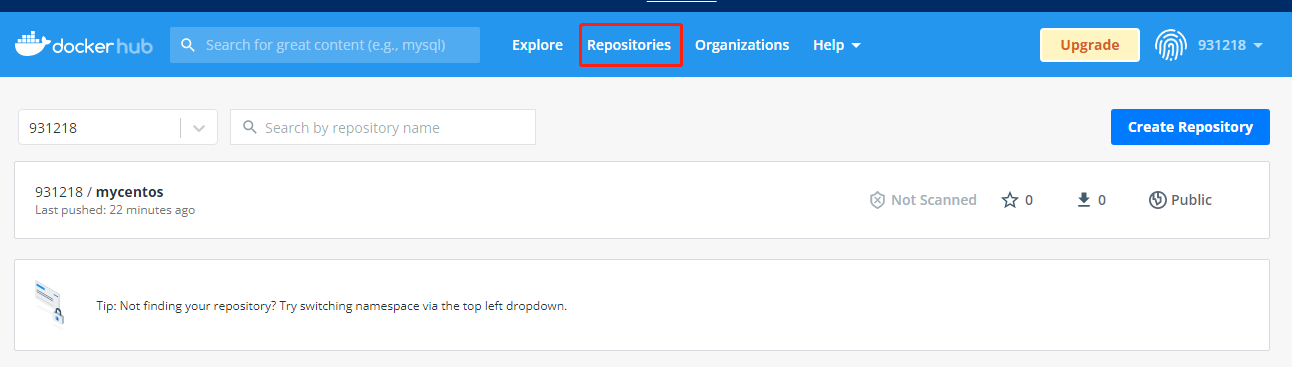 docker hub Search for great content (e.g., mysql) Explore Repositories Organizations Help Upgrade 931218
931218 Search by repository name Create Repository
931218 / mycentos
Last pushed: 22 minutes ago
Not Scanned 0 0 Public
Tip: Not finding your repository? Try switching namespace via the top left dropdown.